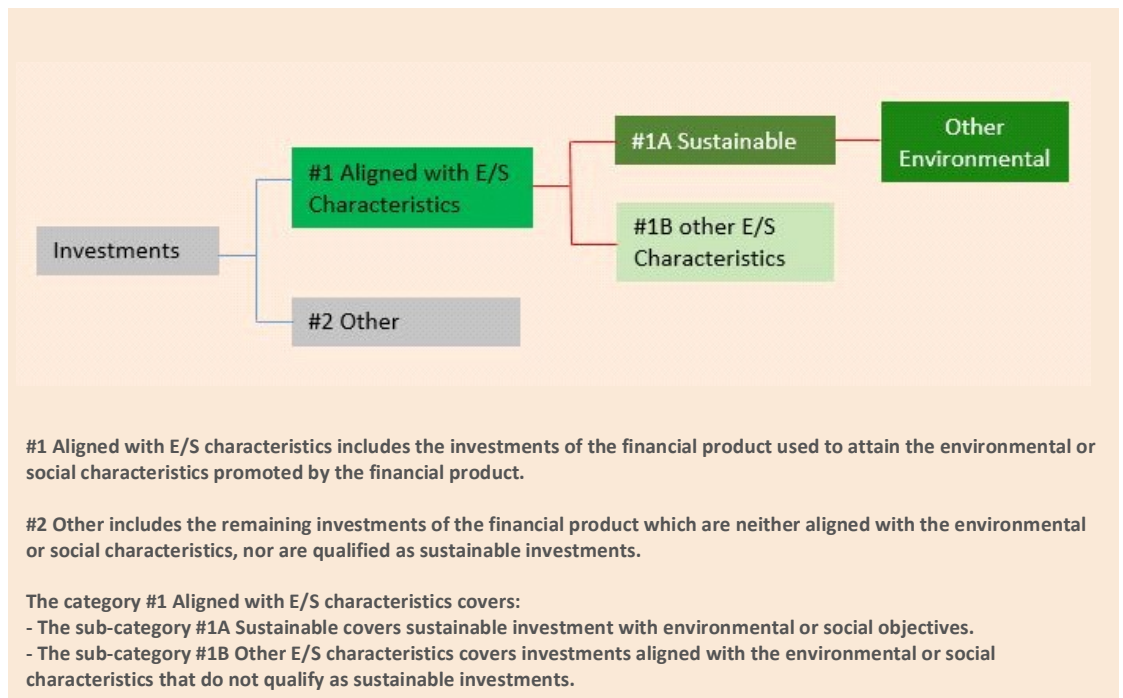 Other
Environmental
#1A Sustainable
#1 Aligned with E/S
Characteristics
#1B other E/S
Characteristics
Investments
#2 Other
#1 Aligned with E/S characteristics includes the investments of the financial product used to attain the environmental or
social characteristics promoted by the financial product.
#2 Other includes the remaining investments of the financial product which are neither aligned with the environmental
or social characteristics, nor are qualified as sustainable investments.
The category #1 Aligned with E/S characteristics covers:
- The sub-category #1A Sustainable covers sustainable investment with environmental or social objectives.
- The sub-category #1B Other E/S characteristics covers investments aligned with the environmental or social
characteristics that do not qualify as sustainable investments.